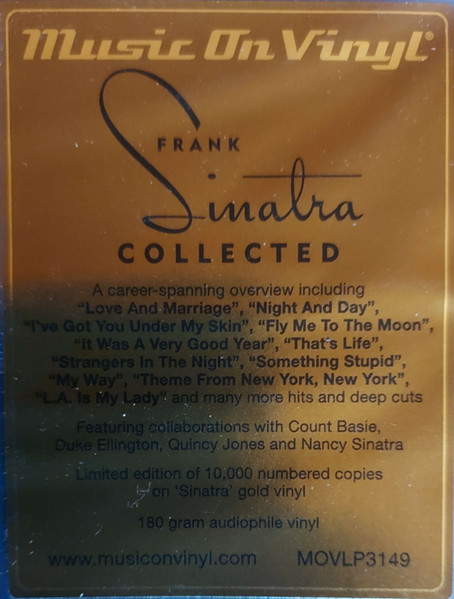 Music On Vinyl®
FRANK
Sinatra
COLLECTED
A career-spanning overview including
“Love And Marriage”, “Night And Day”,
“I’ve Got You Under My Skin”, “Fly Me To The Moon”,
“It Was A Very Good Year”, “That’s Life”,
“Strangers In The Night”, “Something Stupid”,
“My Way”, “Theme From New York, New York”,
“L.A. Is My Lady” and many more hits and deep cuts
Featuring collaborations with Count Basie,
Duke Ellington, Quincy Jones and Nancy Sinatra
Limited edition of 10,000 numbered copies
on ‘Sinatra’ gold vinyl
180 gram audiophile vinyl
www.musiconvinyl.com MOVLP3149